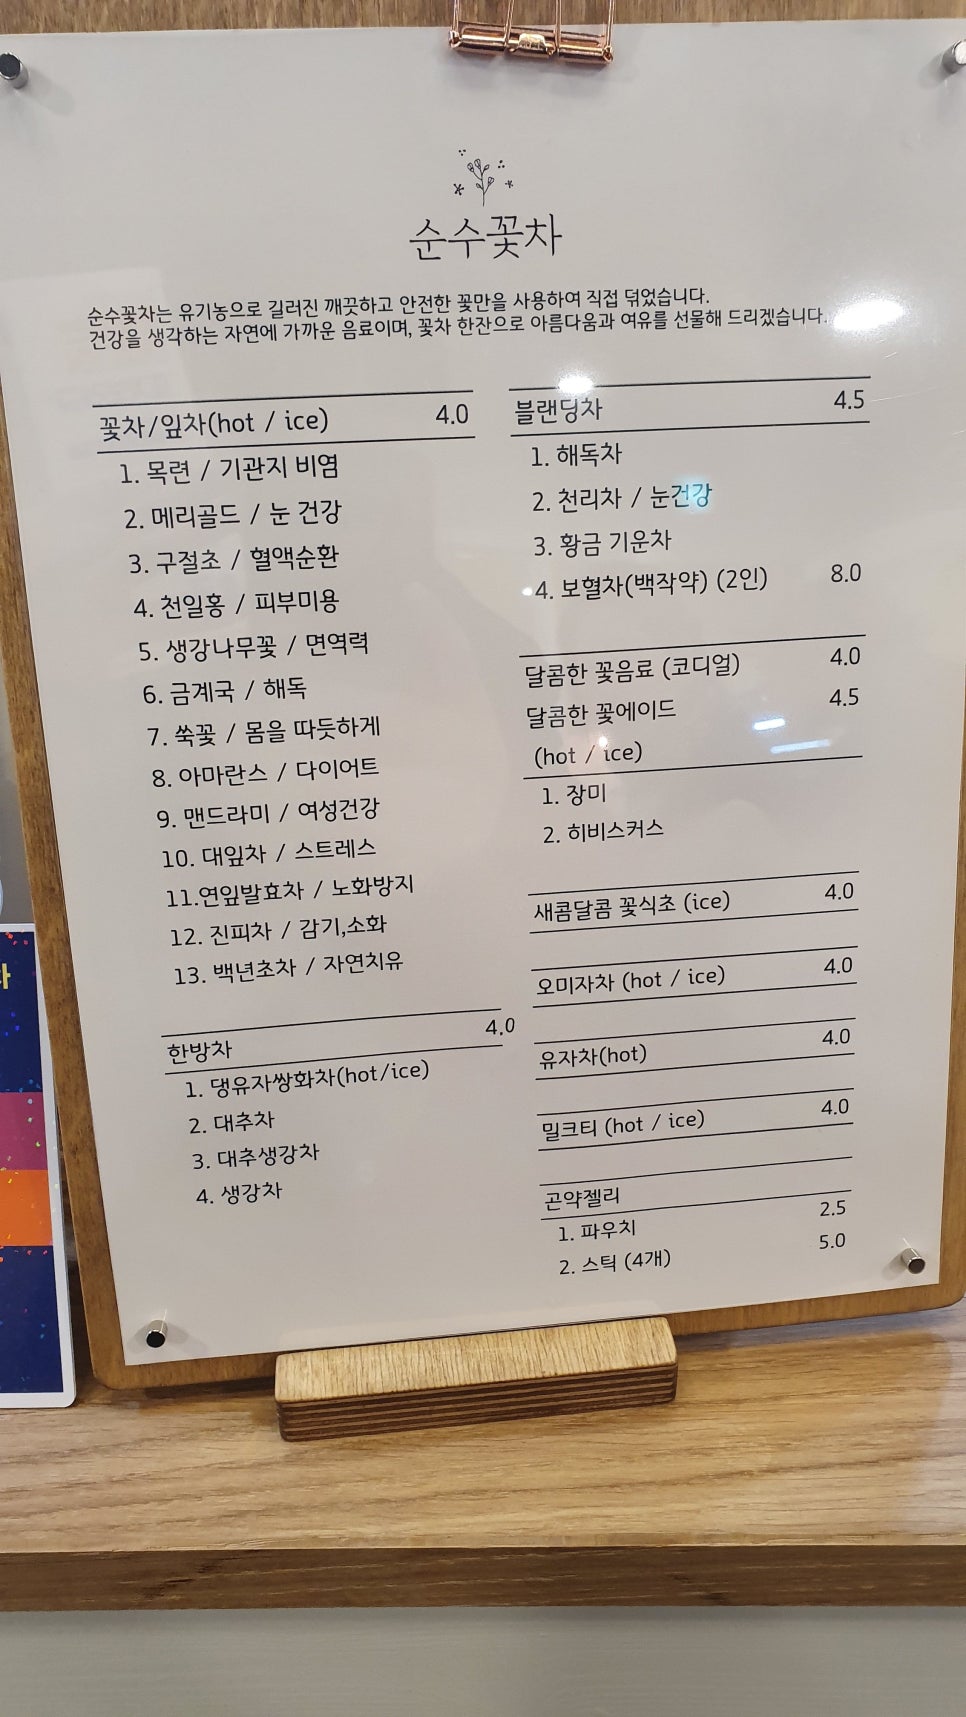 순수꽃차
순수꽃차는 유기농으로 길러진 깨끗하고 안전한 꽃만을 사용하여 직접 덖었습니다.
건강을 생각하는 자연에 가까운 음료이며, 꽃차 한잔으로 아름다움과 여유를 선물해 드리겠습니다.
꽃차/잎차(hot / ice) 4.0
1. 목련 / 기관지 비염
2. 메리골드 / 눈 건강
3. 구절초 / 혈액순환
4. 천일홍 / 피부미용
5. 생강나무꽃 / 면역력
6. 금계국 / 해독
7. 쑥꽃 / 몸을 따듯하게
8. 아마란스 / 다이어트
9. 맨드라미 / 여성건강
10. 대잎차 / 스트레스
11.연잎발효차 / 노화방지
12. 진피차 / 감기,소화
13. 백년초차 / 자연치유
한방차 4.0
1. 댕유자쌍화차(hot/ice)
2. 대추차
3. 대추생강차
4. 생강차
블랜딩차 4.5
1. 해독차
2. 천리차 / 눈건강
3. 황금 기운차
4. 보혈차(백작약) (2인) 8.0
달콤한 꽃음료 (코디얼) 4.0
달콤한 꽃에이드 4.5
(hot / ice)
1. 장미
2. 히비스커스
새콤달콤 꽃식초 (ice) 4.0
오미자차 (hot / ice) 4.0
유자차(hot) 4.0
밀크티 (hot / ice) 4.0
곤약젤리
1. 파우치 2.5
2. 스틱 (4개) 5.0
차